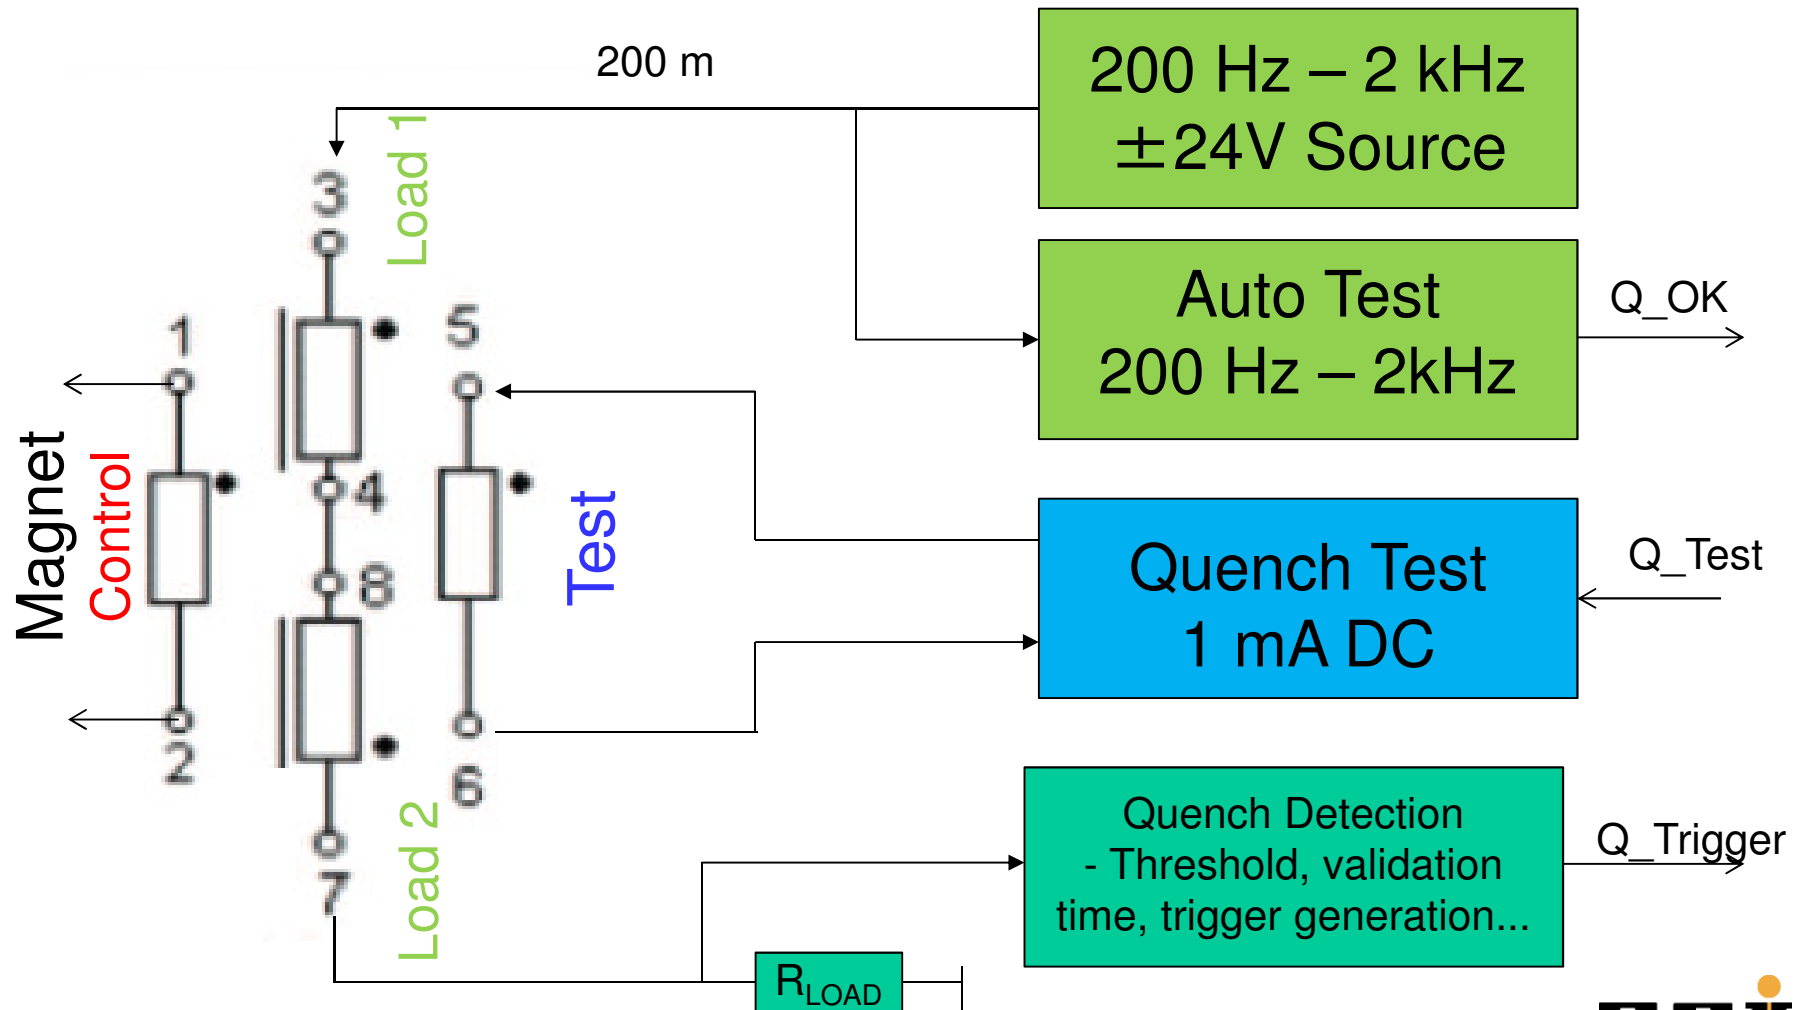 200 m
200 Hz – 2 kHz
±24V Source
Load 1
3
Auto Test
200 Hz – 2kHz
Q_OK
1
5
4
Magnet
Control
Test
8
Quench Test
1 mA DC
Q_Test
2
6
7
Load 2
Quench Detection
- Threshold, validation
time, trigger generation...
Q_Trigger
RLOAD